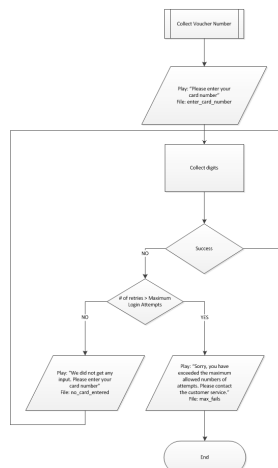 Collect Voucher Number
Play: "Please enter your
card number"
File: enter_card_number
Collect digits
Success
NO
# of retries > Maximum
Login Attempts
NO
YES
Play: "We did not get any
input. Please enter your
card number"
File: no_card_entered
Play: "Sorry, you have
exceeded the maximum
allowed numbers of
attempts. Please contact
the customer service."
File: max_fails
End